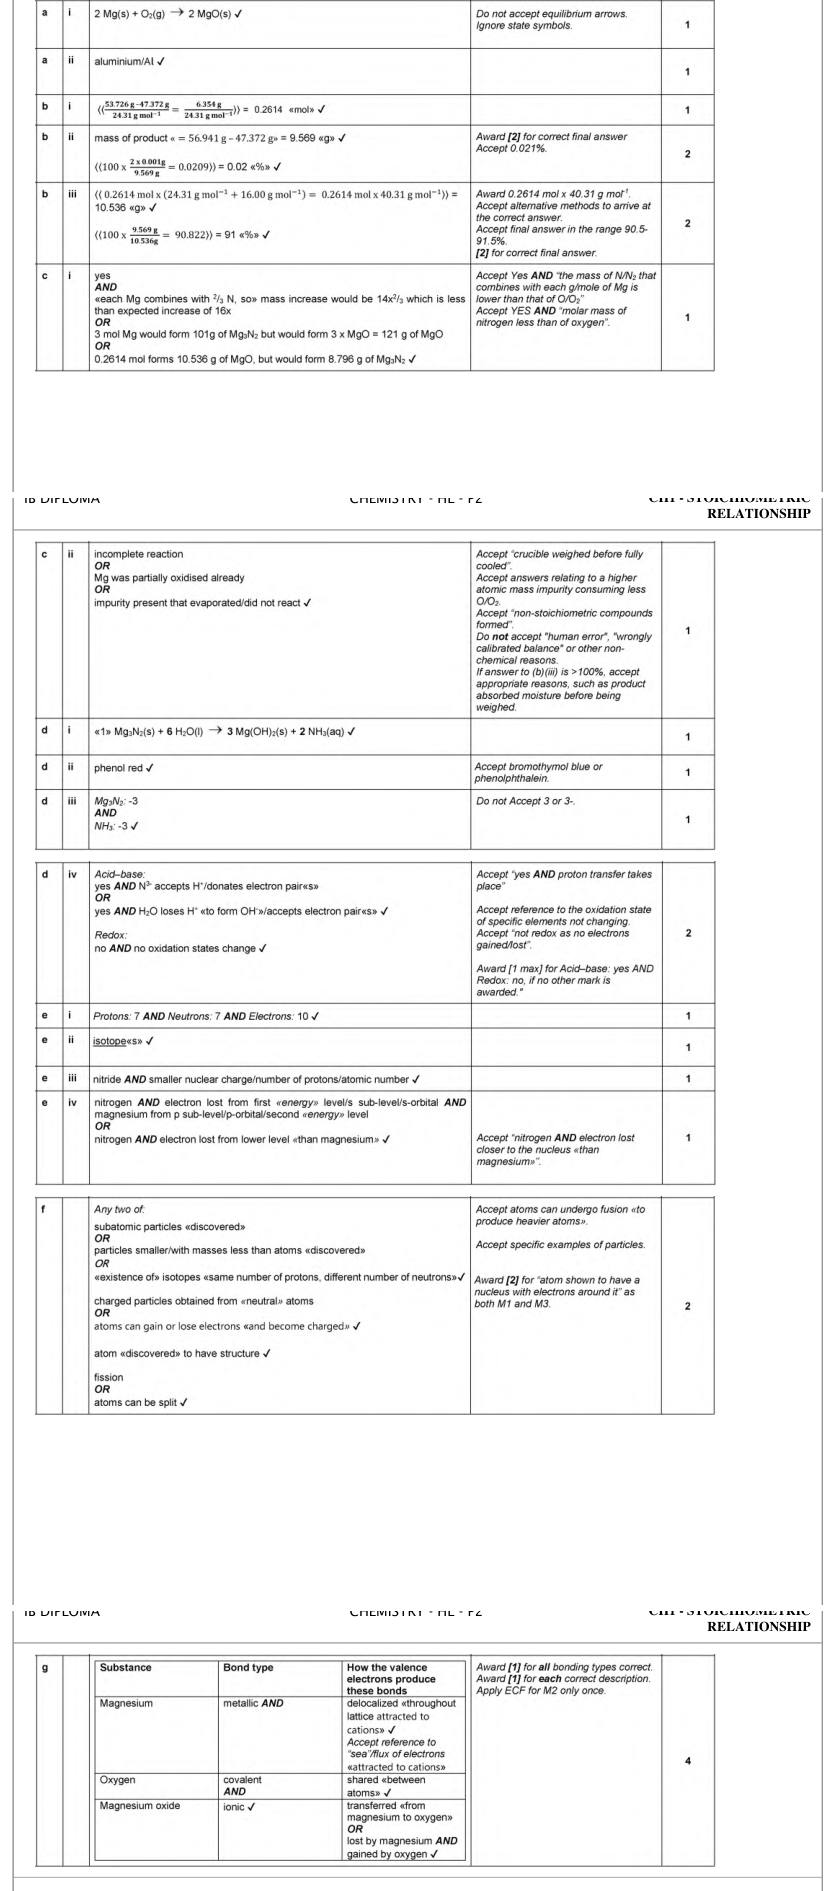 a i 2 Mg(s) + O₂(g) → 2 MgO(s) ✓ Do not accept equilibrium arrows. 1
Ignore state symbols.
a ii aluminium/Al ✓ 1
b i «(53.726 g−47.372 g / 24.31 g mol⁻¹ = 6.354 g / 24.31 g mol⁻¹)» = 0.2614 «mol» ✓ 1
b ii mass of product « = 56.941 g − 47.372 g» = 9.569 «g» ✓ Award [2] for correct final answer 2
Accept 0.021%.
«(100 x 2 x 0.001g / 9.569 g = 0.0209)» = 0.02 «%» ✓
b iii «( 0.2614 mol x (24.31 g mol⁻¹ + 16.00 g mol⁻¹) = 0.2614 mol x 40.31 g mol⁻¹)» = Award 0.2614 mol x 40.31 g mol⁻¹. 2
10.536 «g» ✓ Accept alternative methods to arrive at
the correct answer.
«(100 x 9.569 g / 10.536g = 90.822)» = 91 «%» ✓ Accept final answer in the range 90.5-
91.5%.
[2] for correct final answer.
c i yes Accept Yes AND "the mass of N/N₂ that 1
AND combines with each g/mole of Mg is
«each Mg combines with 2/3 N, so» mass increase would be 14x2/3 which is less lower than that of O/O₂"
than expected increase of 16x Accept YES AND "molar mass of
OR nitrogen less than of oxygen".
3 mol Mg would form 101g of Mg₃N₂ but would form 3 x MgO = 121 g of MgO
OR
0.2614 mol forms 10.536 g of MgO, but would form 8.796 g of Mg₃N₂ ✓
IB DIPLOMA CHEMISTRY - HL - P2 CH1 - STOICHIOMETRIC
RELATIONSHIP
c ii incomplete reaction Accept "crucible weighed before fully 1
OR cooled".
Mg was partially oxidised already Accept answers relating to a higher
OR atomic mass impurity consuming less
impurity present that evaporated/did not react ✓ O/O₂.
Accept "non-stoichiometric compounds
formed".
Do not accept "human error", "wrongly
calibrated balance" or other non-
chemical reasons.
If answer to (b)(iii) is >100%, accept
appropriate reasons, such as product
absorbed moisture before being
weighed.
d i «1» Mg₃N₂(s) + 6 H₂O(l) → 3 Mg(OH)₂(s) + 2 NH₃(aq) ✓ 1
d ii phenol red ✓ Accept bromothymol blue or 1
phenolphthalein.
d iii Mg₃N₂: -3 Do not Accept 3 or 3-. 1
AND
NH₃: -3 ✓
d iv Acid–base: Accept "yes AND proton transfer takes 2
yes AND N³⁻ accepts H⁺/donates electron pair«s» place"
OR
yes AND H₂O loses H⁺ «to form OH⁻»/accepts electron pair«s» ✓ Accept reference to the oxidation state
of specific elements not changing.
Redox: Accept "not redox as no electrons
no AND no oxidation states change ✓ gained/lost".
Award [1 max] for Acid–base: yes AND
Redox: no, if no other mark is
awarded."
e i Protons: 7 AND Neutrons: 7 AND Electrons: 10 ✓ 1
e ii isotope«s» ✓ 1
e iii nitride AND smaller nuclear charge/number of protons/atomic number ✓ 1
e iv nitrogen AND electron lost from first «energy» level/s sub-level/s-orbital AND 1
magnesium from p sub-level/p-orbital/second «energy» level
OR
nitrogen AND electron lost from lower level «than magnesium» ✓ Accept "nitrogen AND electron lost
closer to the nucleus «than
magnesium»".
f Any two of: Accept atoms can undergo fusion «to 2
subatomic particles «discovered» produce heavier atoms».
OR
particles smaller/with masses less than atoms «discovered» Accept specific examples of particles.
OR
«existence of» isotopes «same number of protons, different number of neutrons» ✓ Award [2] for "atom shown to have a
nucleus with electrons around it" as
charged particles obtained from «neutral» atoms both M1 and M3.
OR
atoms can gain or lose electrons «and become charged» ✓
atom «discovered» to have structure ✓
fission
OR
atoms can be split ✓
IB DIPLOMA CHEMISTRY - HL - P2 CH1 - STOICHIOMETRIC
RELATIONSHIP
g Substance Bond type How the valence Award [1] for all bonding types correct. 4
electrons produce Award [1] for each correct description.
these bonds Apply ECF for M2 only once.
Magnesium metallic AND delocalized «throughout
lattice attracted to
cations» ✓
Accept reference to
"sea"/flux of electrons
«attracted to cations»
Oxygen covalent shared «between
AND atoms» ✓
Magnesium oxide ionic ✓ transferred «from
magnesium to oxygen»
OR
lost by magnesium AND
gained by oxygen ✓